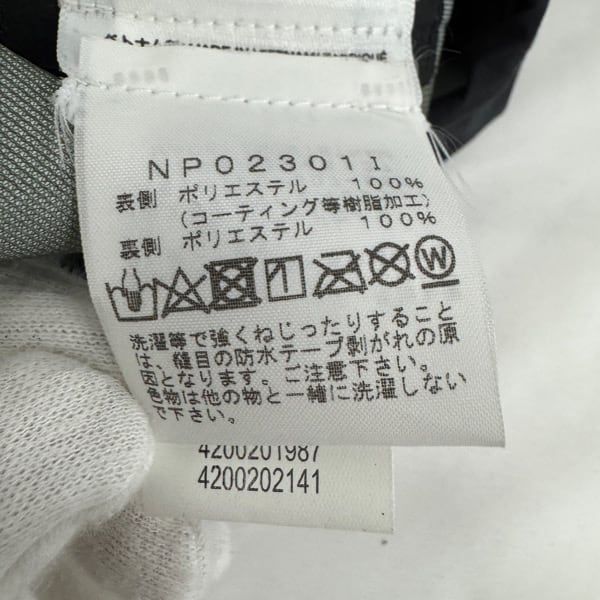 NP02301I
表側 ポリエステル 100%
(コーティング等樹脂加工)
裏側 ポリエステル 100%
W
洗濯等で強くねじったりすること
は、縫目の防水テープ剥がれの原
因となります。ご注意下さい。
色物は他の物と一緒に洗濯しない
で下さい。
4200201987
4200202141